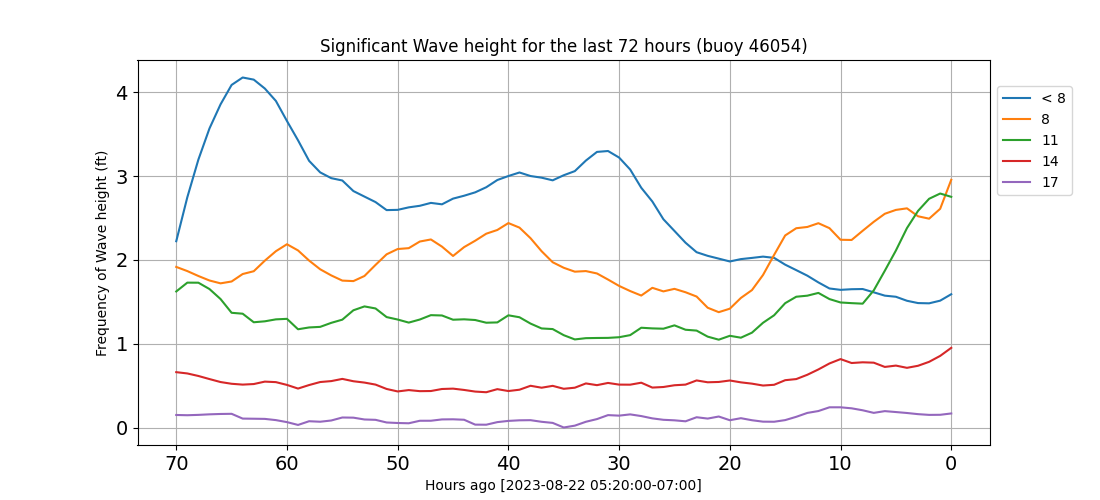 Significant Wave height for the last 72 hours (buoy 46054)
Frequency of Wave height (ft)
4
3
2
1
0
70 60 50 40 30 20 10 0
Hours ago [2023-08-22 05:20:00-07:00]
< 8
8
11
14
17